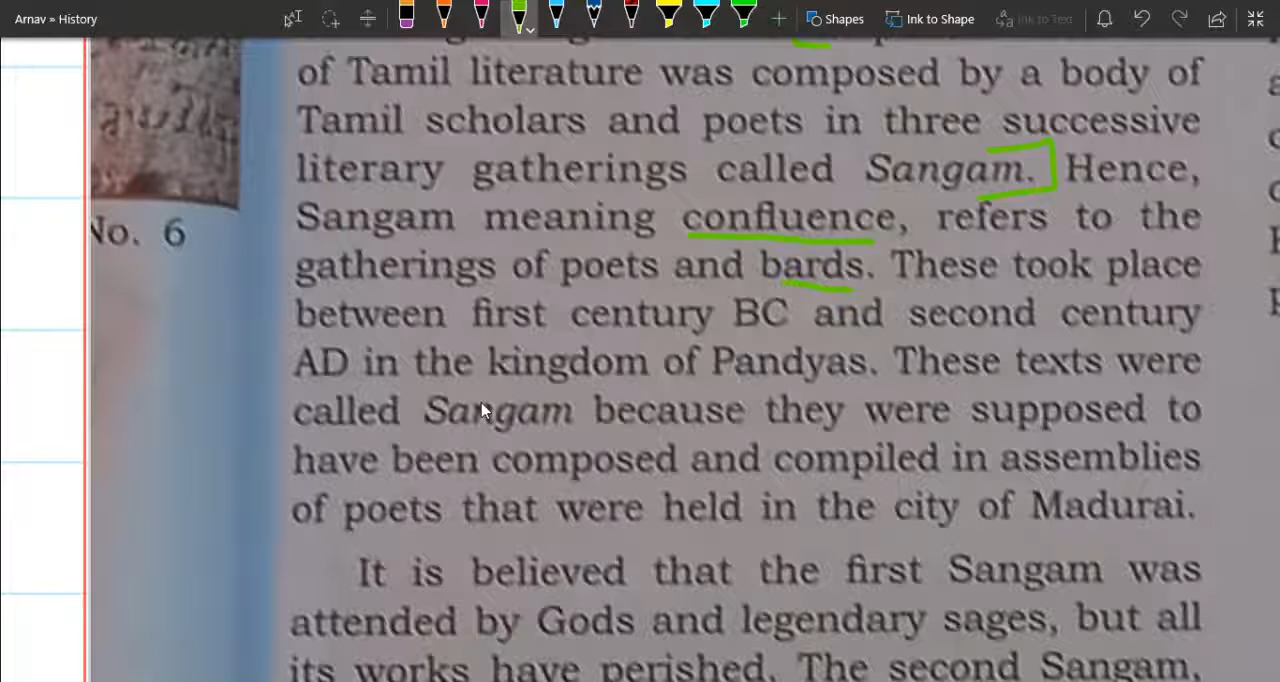 Arnav » History
Shapes
Ink to Shape
Ink to Text
of Tamil literature was composed by a body of
Tamil scholars and poets in three successive
literary gatherings called Sangam. Hence,
Sangam meaning confluence, refers to the
gatherings of poets and bards. These took place
between first century BC and second century
AD in the kingdom of Pandyas. These texts were
called Sangam because they were supposed to
have been composed and compiled in assemblies
of poets that were held in the city of Madurai.
It is believed that the first Sangam was
attended by Gods and legendary sages, but all
its works have perished. The second Sangam,
No. 6